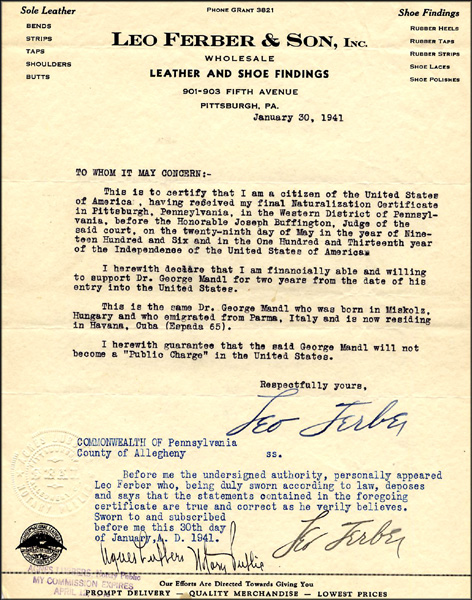 Sole Leather
BENDS
STRIPS
TAPS
SHOULDERS
BUTTS
PHONE GRANT 3821
LEO FERBER & SON, INC.
WHOLESALE
LEATHER AND SHOE FINDINGS
901-903 FIFTH AVENUE
PITTSBURGH, PA.
Shoe Findings
RUBBER HEELS
RUBBER TAPS
RUBBER STRIPS
SHOE LACES
SHOE POLISHES
January 30, 1941
TO WHOM IT MAY CONCERN:-
This is to certify that I am a citizen of the United States
of America, having received my final Naturalization Certificate
in Pittsburgh, Pennsylvania, in the Western District of Pennsyl-
vania, before the Honorable Joseph Buffington, Judge of the
said court, on the twenty-ninth day of May in the year of Nine-
teen Hundred and Six and in the One Hundred and Thirteenth year
of the Independence of the United States of America.
I herewith declare that I am financially able and willing
to support Dr. George Mandl for two years from the date of his
entry into the United States.
This is the same Dr. George Mandl who was born in Miskolz,
Hungary and who emigrated from Parma, Italy and is now residing
in Havana, Cuba (Espada 65).
I herewith guarantee that the said George Mandl will not
become a "Public Charge" in the United States.
Respectfully yours,
Leo Ferber
COMMONWEALTH OF Pennsylvania
County of Allegheny ss.
Before me the undersigned authority, personally appeared
Leo Ferber who, being duly sworn according to law, deposes
and says that the statements contained in the foregoing
certificate are true and correct as he verily believes.
Sworn to and subscribed
before me this 30th day
of January, A. D. 1941.
Leo Ferber
Notary Public
Notary Public
MY COMMISSION EXPIRES
APRIL
Our Efforts Are Directed Towards Giving You
PROMPT DELIVERY — QUALITY MERCHANDISE — LOWEST PRICES